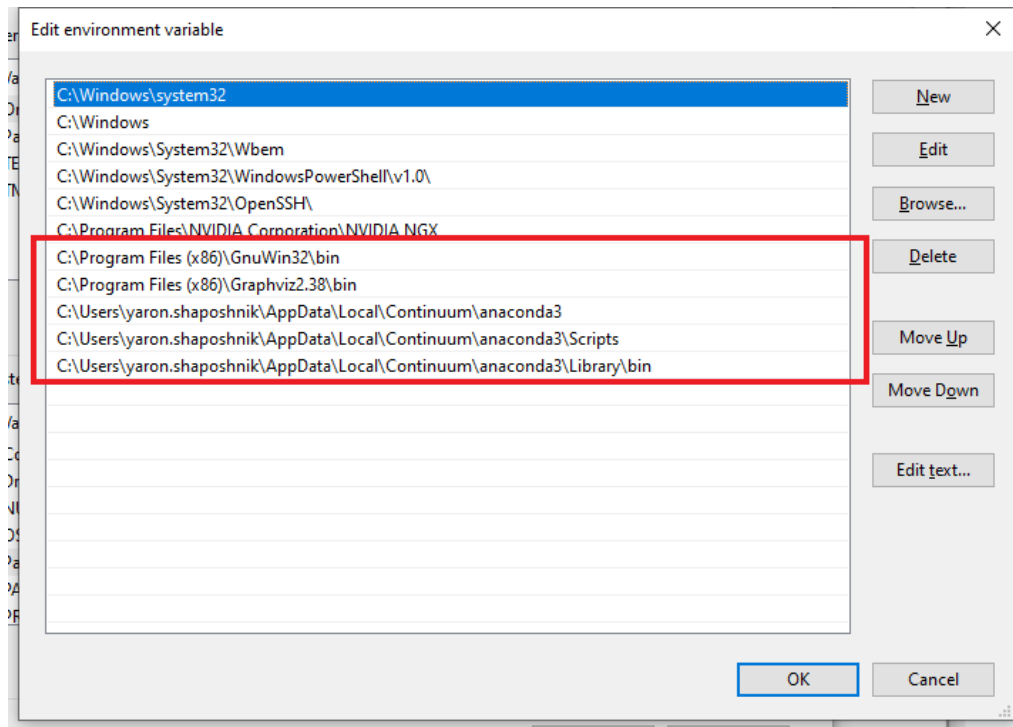 Edit environment variable
C:\Windows\system32
C:\Windows
C:\Windows\System32\Wbem
C:\Windows\System32\WindowsPowerShell\v1.0\
C:\Windows\System32\OpenSSH\
C:\Program Files\NVIDIA Corporation\NVIDIA NGX
C:\Program Files (x86)\GnuWin32\bin
C:\Program Files (x86)\Graphviz2.38\bin
C:\Users\yaron.shaposhnik\AppData\Local\Continuum\anaconda3
C:\Users\yaron.shaposhnik\AppData\Local\Continuum\anaconda3\Scripts
C:\Users\yaron.shaposhnik\AppData\Local\Continuum\anaconda3\Library\bin
New
Edit
Browse...
Delete
Move Up
Move Down
Edit text...
OK
Cancel